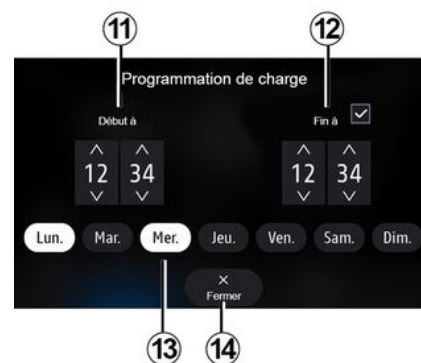 11 12
Programmation de charge
Début à Fin à
12 34 12 34
Lun. Mar. Mer. Jeu. Ven. Sam. Dim.
Fermer
13 14